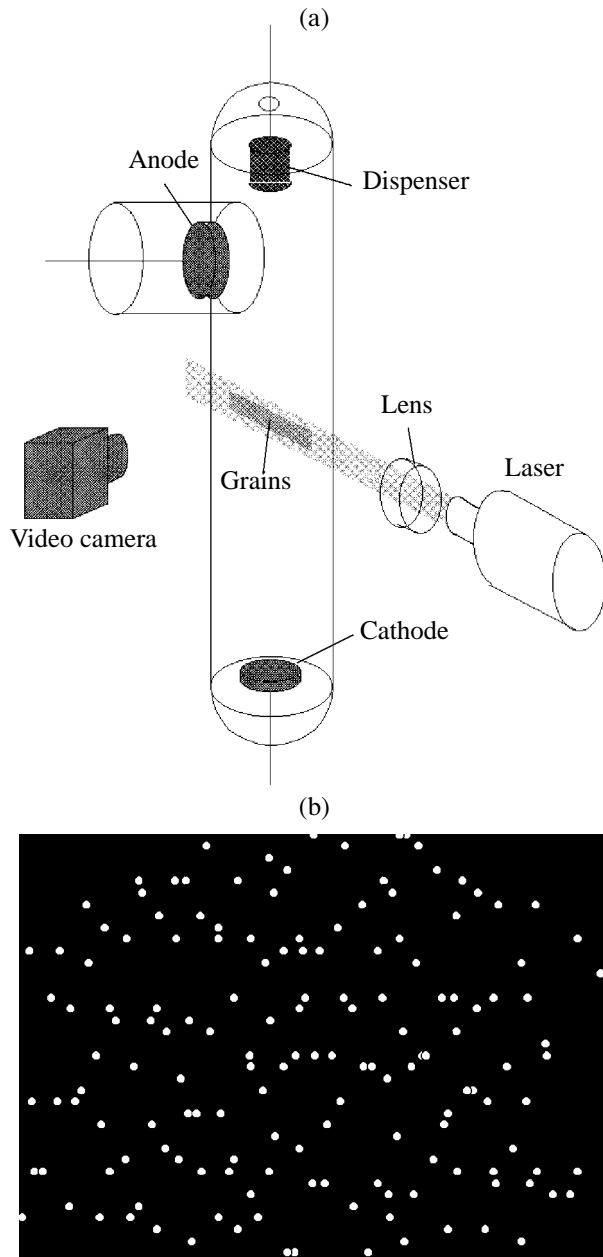 (a)
Anode
Dispenser
Lens
Laser
Grains
Video camera
Cathode
(b)